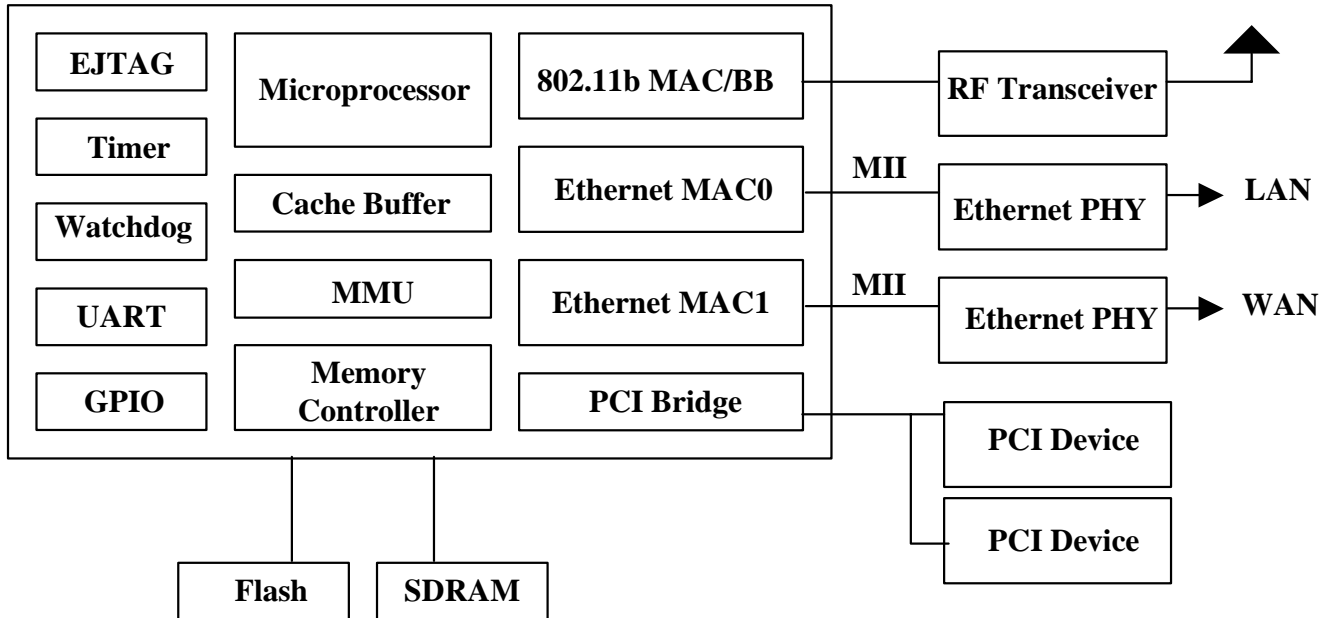 EJTAG
Timer
Watchdog
UART
GPIO
Microprocessor
Cache Buffer
MMU
Memory
Controller
802.11b MAC/BB
Ethernet MAC0
Ethernet MAC1
PCI Bridge
MII
MII
RF Transceiver
Ethernet PHY
Ethernet PHY
LAN
WAN
PCI Device
PCI Device
Flash
SDRAM